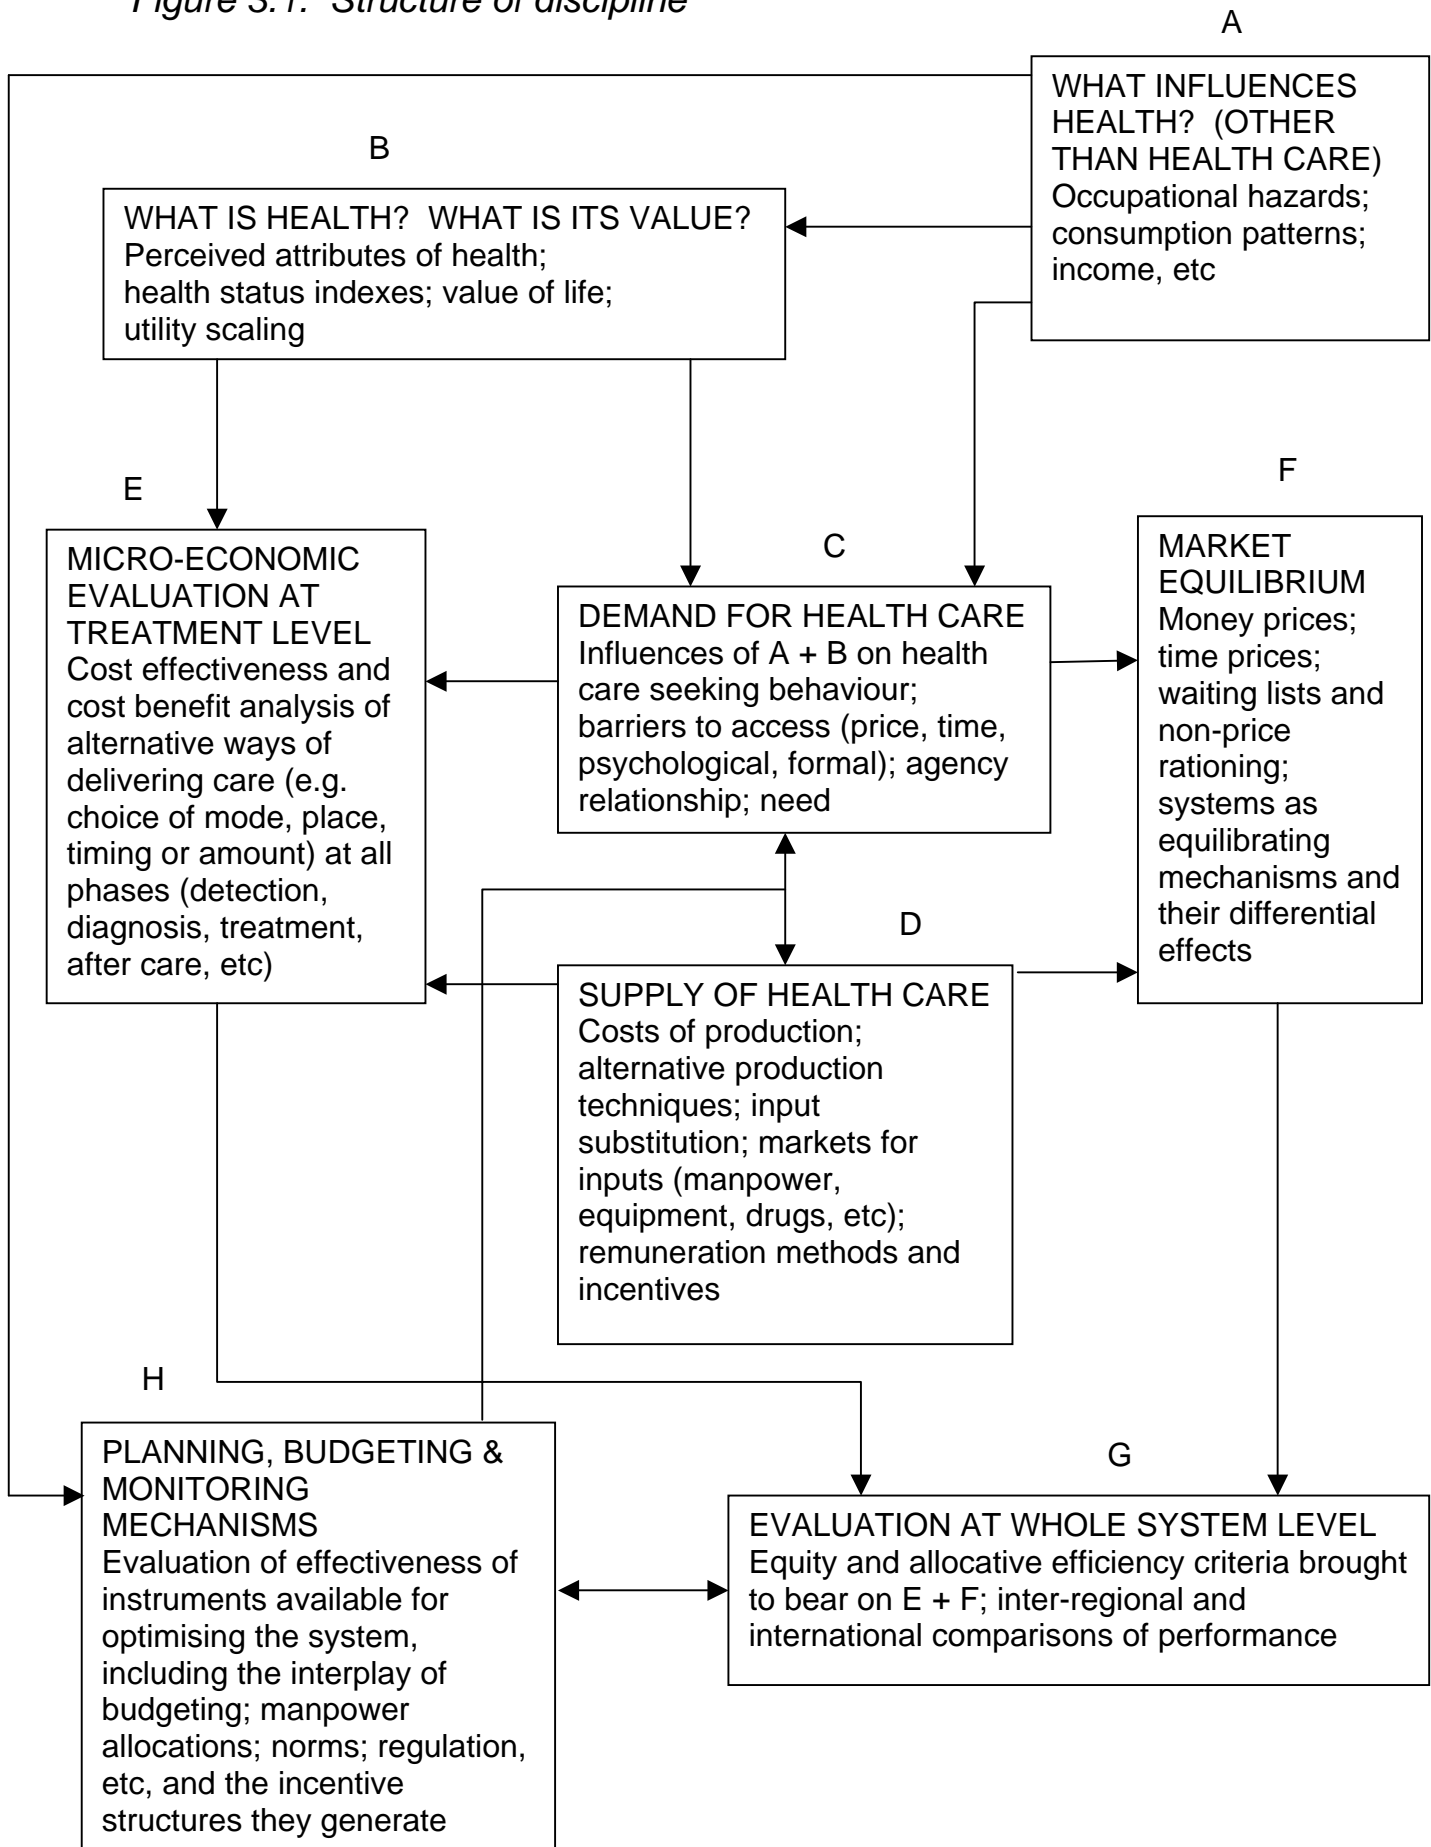 Figure 3.1. Structure of discipline
A
WHAT INFLUENCES
HEALTH? (OTHER
THAN HEALTH CARE)
Occupational hazards;
consumption patterns;
income, etc
B
WHAT IS HEALTH? WHAT IS ITS VALUE?
Perceived attributes of health;
health status indexes; value of life;
utility scaling
E
MICRO-ECONOMIC
EVALUATION AT
TREATMENT LEVEL
Cost effectiveness and
cost benefit analysis of
alternative ways of
delivering care (e.g.
choice of mode, place,
timing or amount) at all
phases (detection,
diagnosis, treatment,
after care, etc)
C
DEMAND FOR HEALTH CARE
Influences of A + B on health
care seeking behaviour;
barriers to access (price, time,
psychological, formal); agency
relationship; need
F
MARKET
EQUILIBRIUM
Money prices;
time prices;
waiting lists and
non-price
rationing;
systems as
equilibrating
mechanisms and
their differential
effects
D
SUPPLY OF HEALTH CARE
Costs of production;
alternative production
techniques; input
substitution; markets for
inputs (manpower,
equipment, drugs, etc);
remuneration methods and
incentives
H
PLANNING, BUDGETING &
MONITORING
MECHANISMS
Evaluation of effectiveness of
instruments available for
optimising the system,
including the interplay of
budgeting; manpower
allocations; norms; regulation,
etc, and the incentive
structures they generate
G
EVALUATION AT WHOLE SYSTEM LEVEL
Equity and allocative efficiency criteria brought
to bear on E + F; inter-regional and
international comparisons of performance